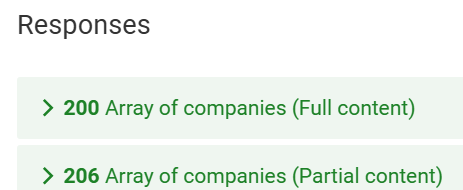 Responses
200 Array of companies (Full content)
206 Array of companies (Partial content)